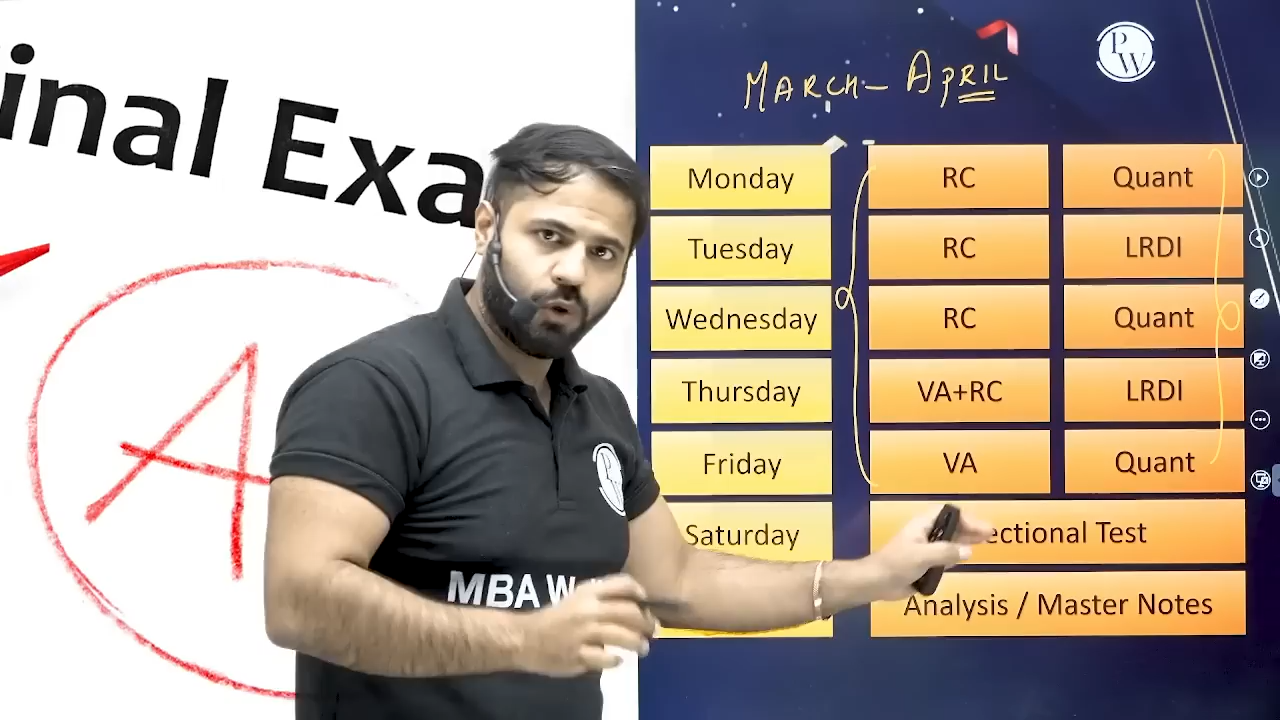 inal Exa
A
MARCH - APRIL
PW
Monday RC Quant
Tuesday RC LRDI
Wednesday RC Quant
Thursday VA+RC LRDI
Friday VA Quant
Saturday ectional Test
Analysis / Master Notes
MBA W